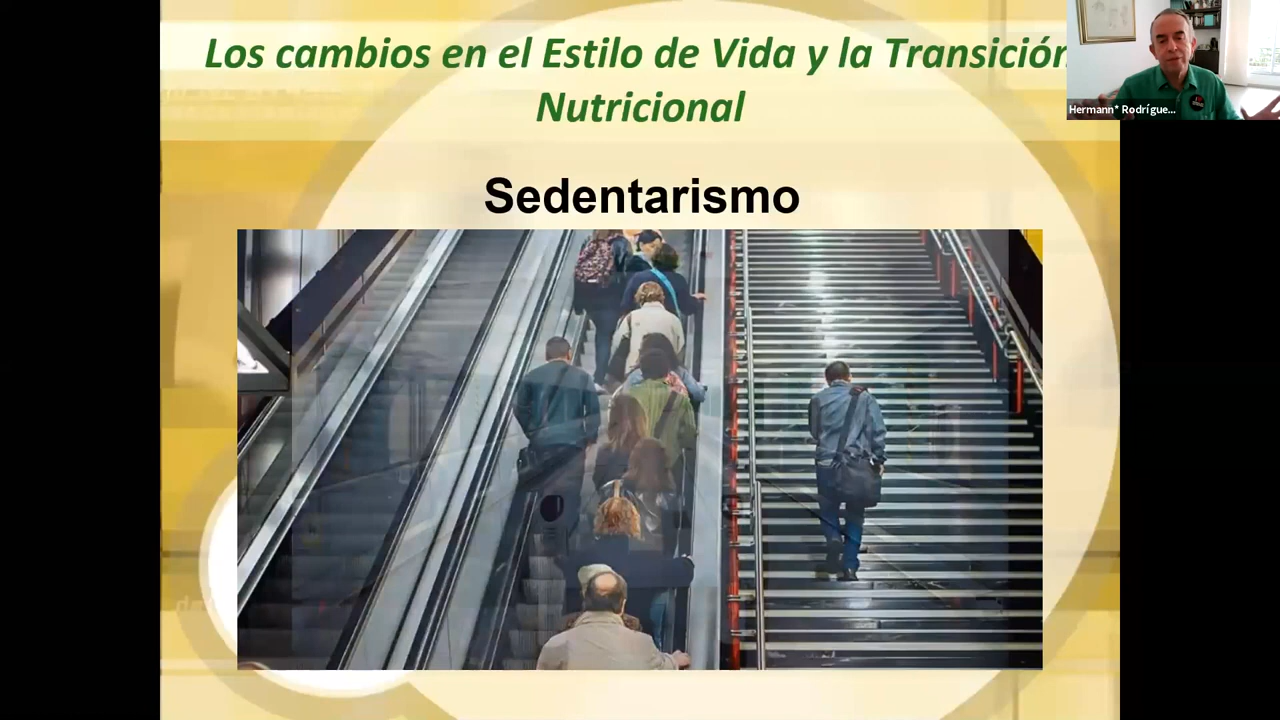 Los cambios en el Estilo de Vida y la Transición
Nutricional
Hermann* Rodrígue...
Sedentarismo